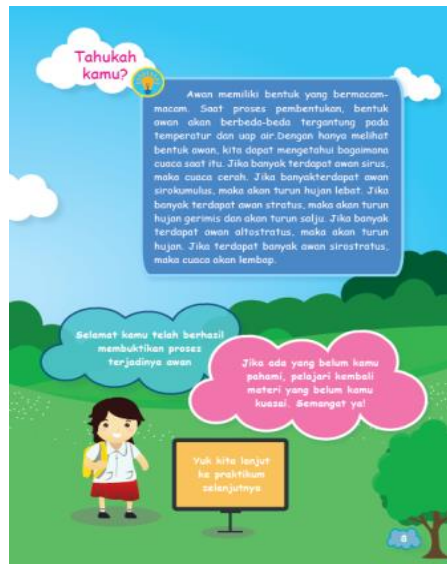 Tahukah
kamu?
Awan memiliki bentuk yang bermacam-
macam. Saat proses pembentukan, bentuk
awan akan berbeda-beda tergantung pada
temperatur dan uap air.Dengan hanya melihat
bentuk awan, kita dapat mengetahui bagaimana
cuaca saat itu. Jika banyak terdapat awan sirus,
maka cuaca cerah. Jika banyakterdapat awan
sirokumulus, maka akan turun hujan lebat. Jika
banyak terdapat awan stratus, maka akan turun
hujan gerimis dan akan turun salju. Jika banyak
terdapat awan altostratus, maka akan turun
hujan. Jika terdapat banyak awan sirostratus,
maka cuaca akan lembap.
Selamat kamu telah berhasil
membuktikan proses
terjadinya awan
Jika ada yang belum kamu
pahami, pelajari kembali
materi yang belum kamu
kuasai. Semangat ya!
Yuk kita lanjut
ke praktikum
selanjutnya